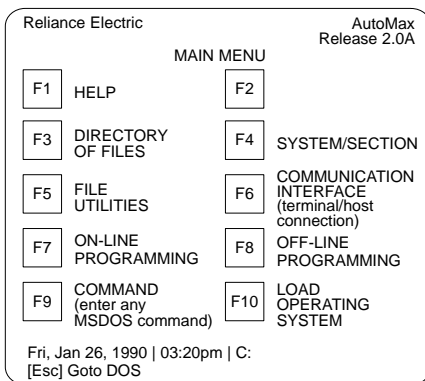 Reliance Electric AutoMax
Release 2.0A
MAIN MENU
F1 HELP F2
F3 DIRECTORY OF FILES F4 SYSTEM/SECTION
F5 FILE UTILITIES F6 COMMUNICATION INTERFACE (terminal/host connection)
F7 ON-LINE PROGRAMMING F8 OFF-LINE PROGRAMMING
F9 COMMAND (enter any MSDOS command) F10 LOAD OPERATING SYSTEM
Fri, Jan 26, 1990 | 03:20pm | C:
[Esc] Goto DOS